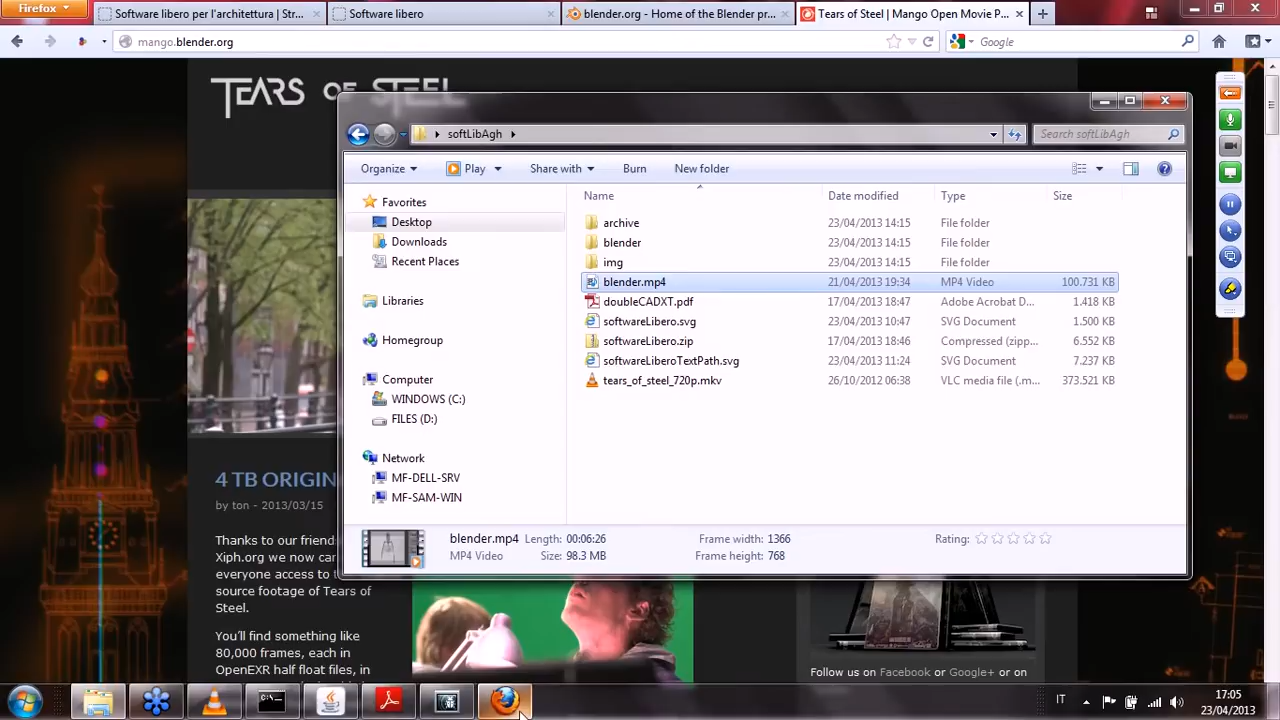 Firefox
Software libero per l'architettura | Str...
Software libero
blender.org - Home of the Blender pr...
Tears of Steel | Mango Open Movie P...
mango.blender.org
Google
TEARS OF STEEL
softLibAgh
Search softLibAgh
Organize
Play
Share with
Burn
New folder
Favorites
Desktop
Downloads
Recent Places
Libraries
Homegroup
Computer
WINDOWS (C:)
FILES (D:)
Network
MF-DELL-SRV
MF-SAM-WIN
Name Date modified Type Size
archive 23/04/2013 14:15 File folder
blender 23/04/2013 14:15 File folder
img 23/04/2013 14:15 File folder
blender.mp4 21/04/2013 19:34 MP4 Video 100.731 KB
doubleCADXT.pdf 17/04/2013 18:47 Adobe Acrobat D... 1.418 KB
softwareLibero.svg 23/04/2013 10:47 SVG Document 1.500 KB
softwareLibero.zip 17/04/2013 18:46 Compressed (zipp... 6.552 KB
softwareLiberoTextPath.svg 23/04/2013 11:24 SVG Document 7.237 KB
tears_of_steel_720p.mkv 26/10/2012 06:38 VLC media file (.m... 373.521 KB
blender.mp4 Length: 00:06:26 Frame width: 1366 Rating:
MP4 Video Size: 98.3 MB Frame height: 768
4 TB ORIGIN
by ton - 2013/03/15
Thanks to our friend
Xiph.org we now can
everyone access to t
source footage of Tears of
Steel.
You'll find something like
80,000 frames, each in
OpenEXR half float files, in
Follow us on Facebook or Google+ or on
IT
17:05
23/04/2013